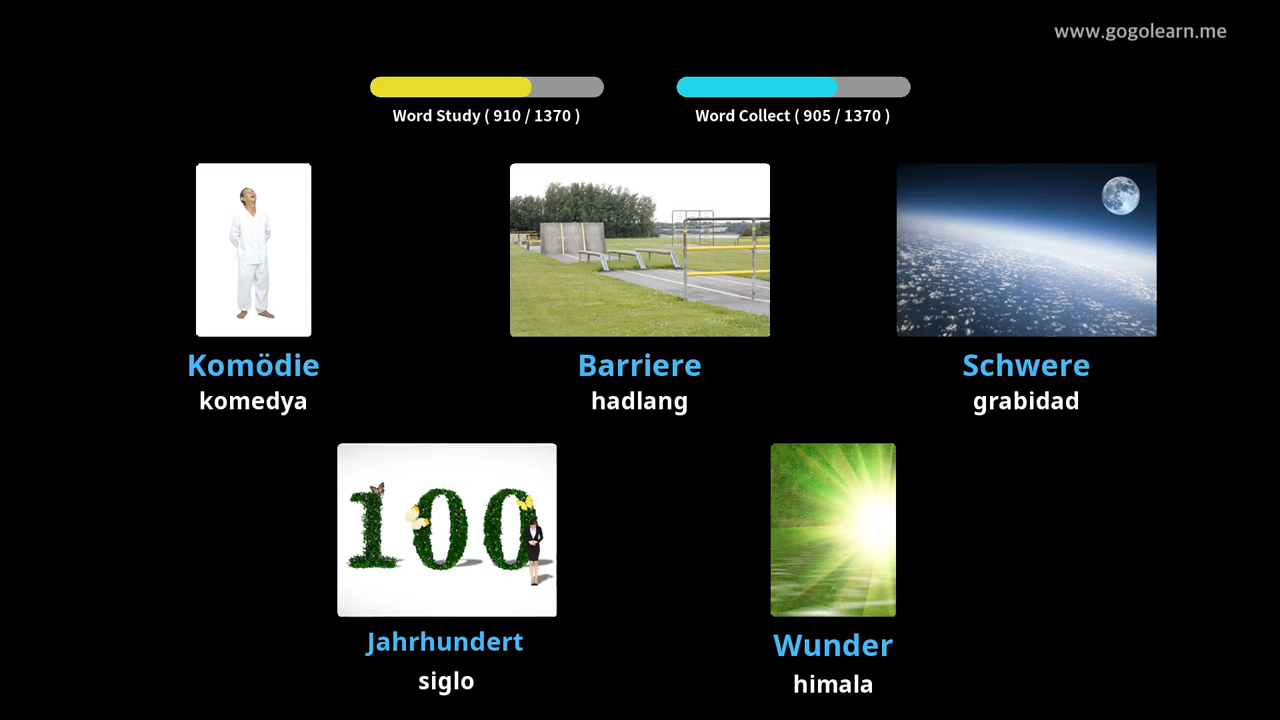 www.gogolearn.me
Word Study ( 910 / 1370 )
Word Collect ( 905 / 1370 )
Komödie
komedya
Barriere
hadlang
Schwere
grabidad
100
Jahrhundert
siglo
Wunder
himala